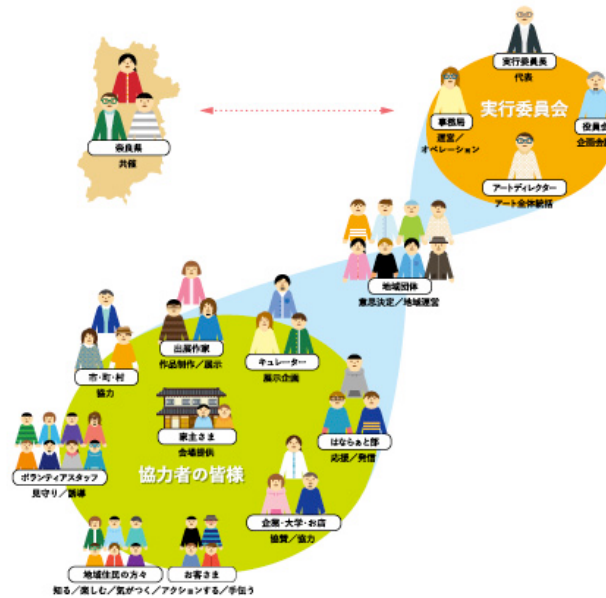 実行委員長
代表
実行委員会
事務局
運営／
オペレーション
役員会
企画会議
アートディレクター
アート全体統括
奈良県
共催
地域団体
意思決定／地域運営
出展作家
作品制作／展示
キュレーター
展示企画
市・町・村
協力
家主さま
会場提供
はならぁと部
応援／発信
ボランティアスタッフ
見守り／誘導
協力者の皆様
企業・大学・お店
協賛／協力
地域住民の方々
お客さま
知る／楽しむ／気がつく／アクションする／手伝う